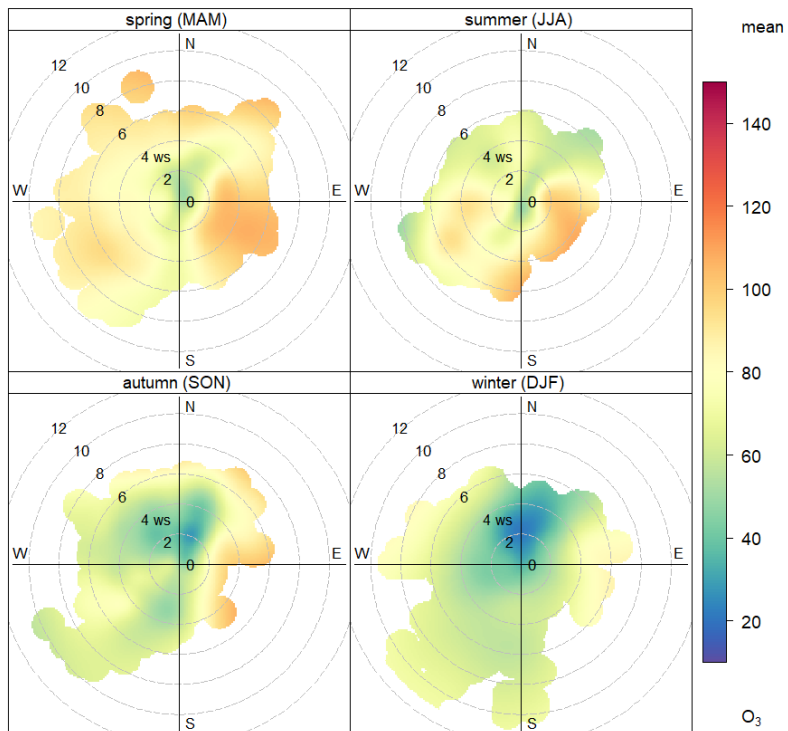 spring (MAM)
summer (JJA)
mean
N
12
10
8
6
4 ws
2
0
W
E
S
N
12
10
8
6
4 ws
2
0
W
E
S
autumn (SON)
winter (DJF)
N
12
10
8
6
4 ws
2
0
W
E
S
N
12
10
8
6
4 ws
2
0
W
E
S
140
120
100
80
60
40
20
O₃